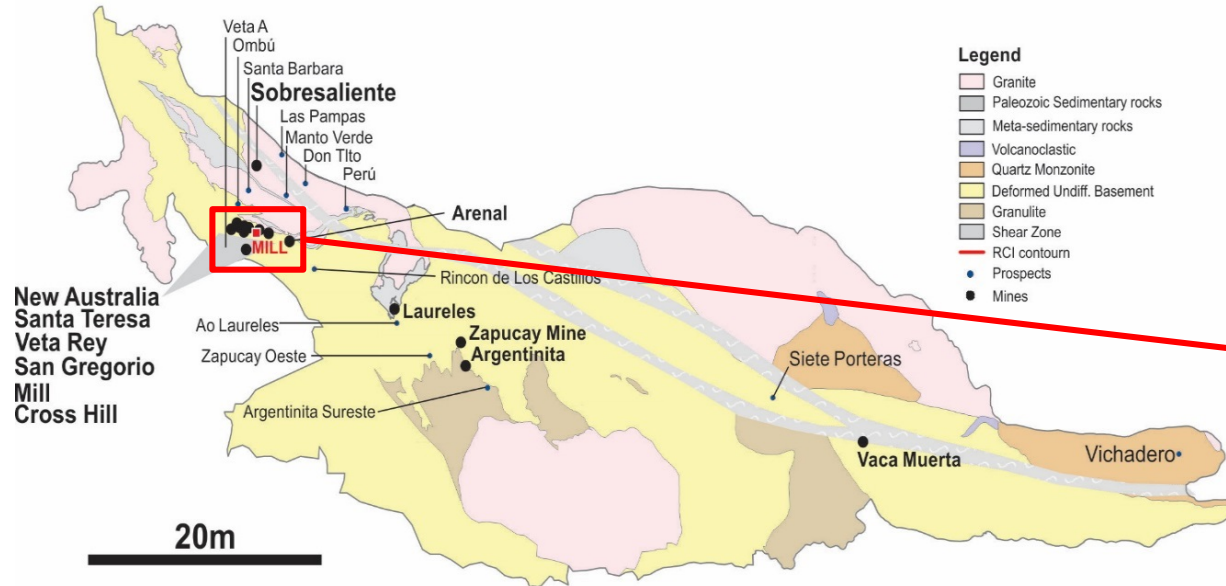 Veta A
Ombú
Santa Barbara
Sobresaliente
Las Pampas
Manto Verde
Don TIto
Perú
Arenal
MILL
Rincon de Los Castillos
New Australia
Santa Teresa
Veta Rey
San Gregorio
Mill
Cross Hill
Laureles
Ao Laureles
Zapucay Mine
Zapucay Oeste
Argentinita
Argentinita Sureste
Siete Porteras
Vaca Muerta
Vichadero
20m
Legend
Granite
Paleozoic Sedimentary rocks
Meta-sedimentary rocks
Volcanoclastic
Quartz Monzonite
Deformed Undiff. Basement
Granulite
Shear Zone
RCI contourn
Prospects
Mines